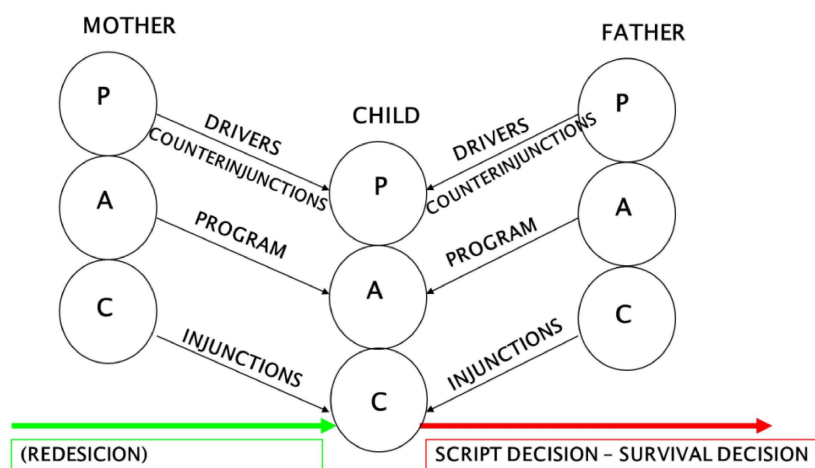 MOTHER
FATHER
CHILD
P
DRIVERS
COUNTERINJUNCTIONS
P
DRIVERS
COUNTERINJUNCTIONS
P
A
PROGRAM
A
PROGRAM
A
C
INJUNCTIONS
C
INJUNCTIONS
C
(REDESICION)
SCRIPT DECISION – SURVIVAL DECISION